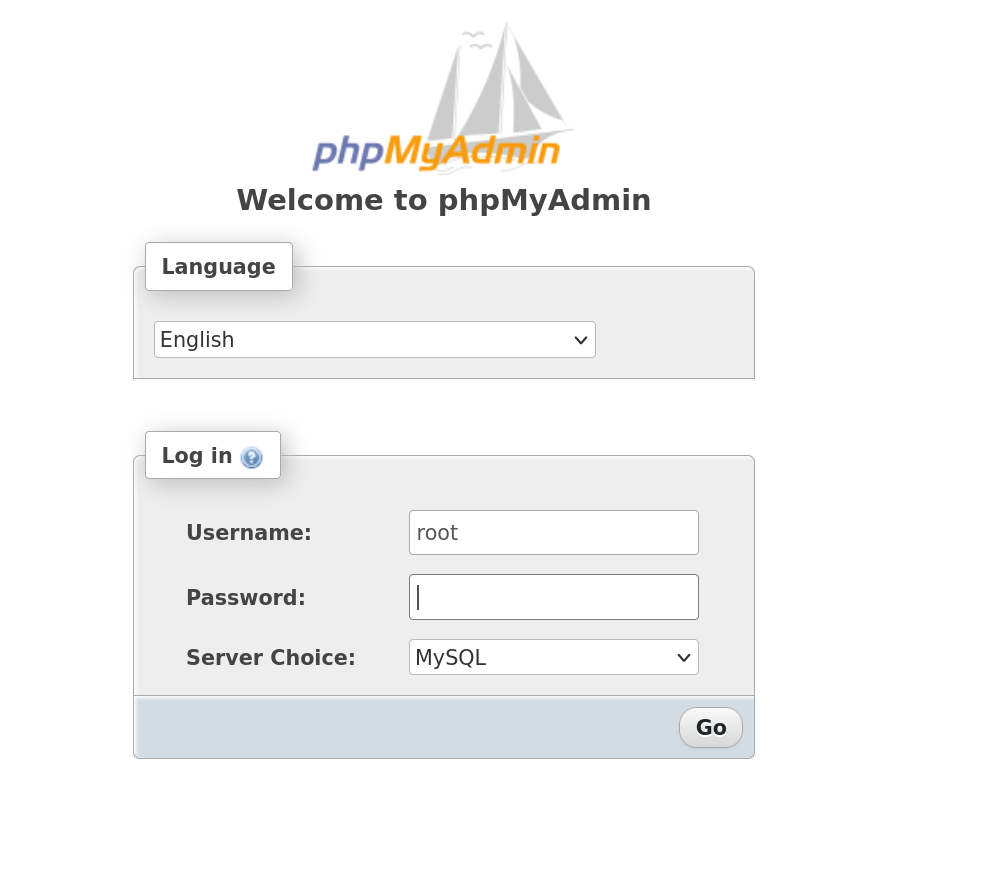 phpMyAdmin
Welcome to phpMyAdmin
Language
English
Log in ?
Username: root
Password:
Server Choice: MySQL
Go